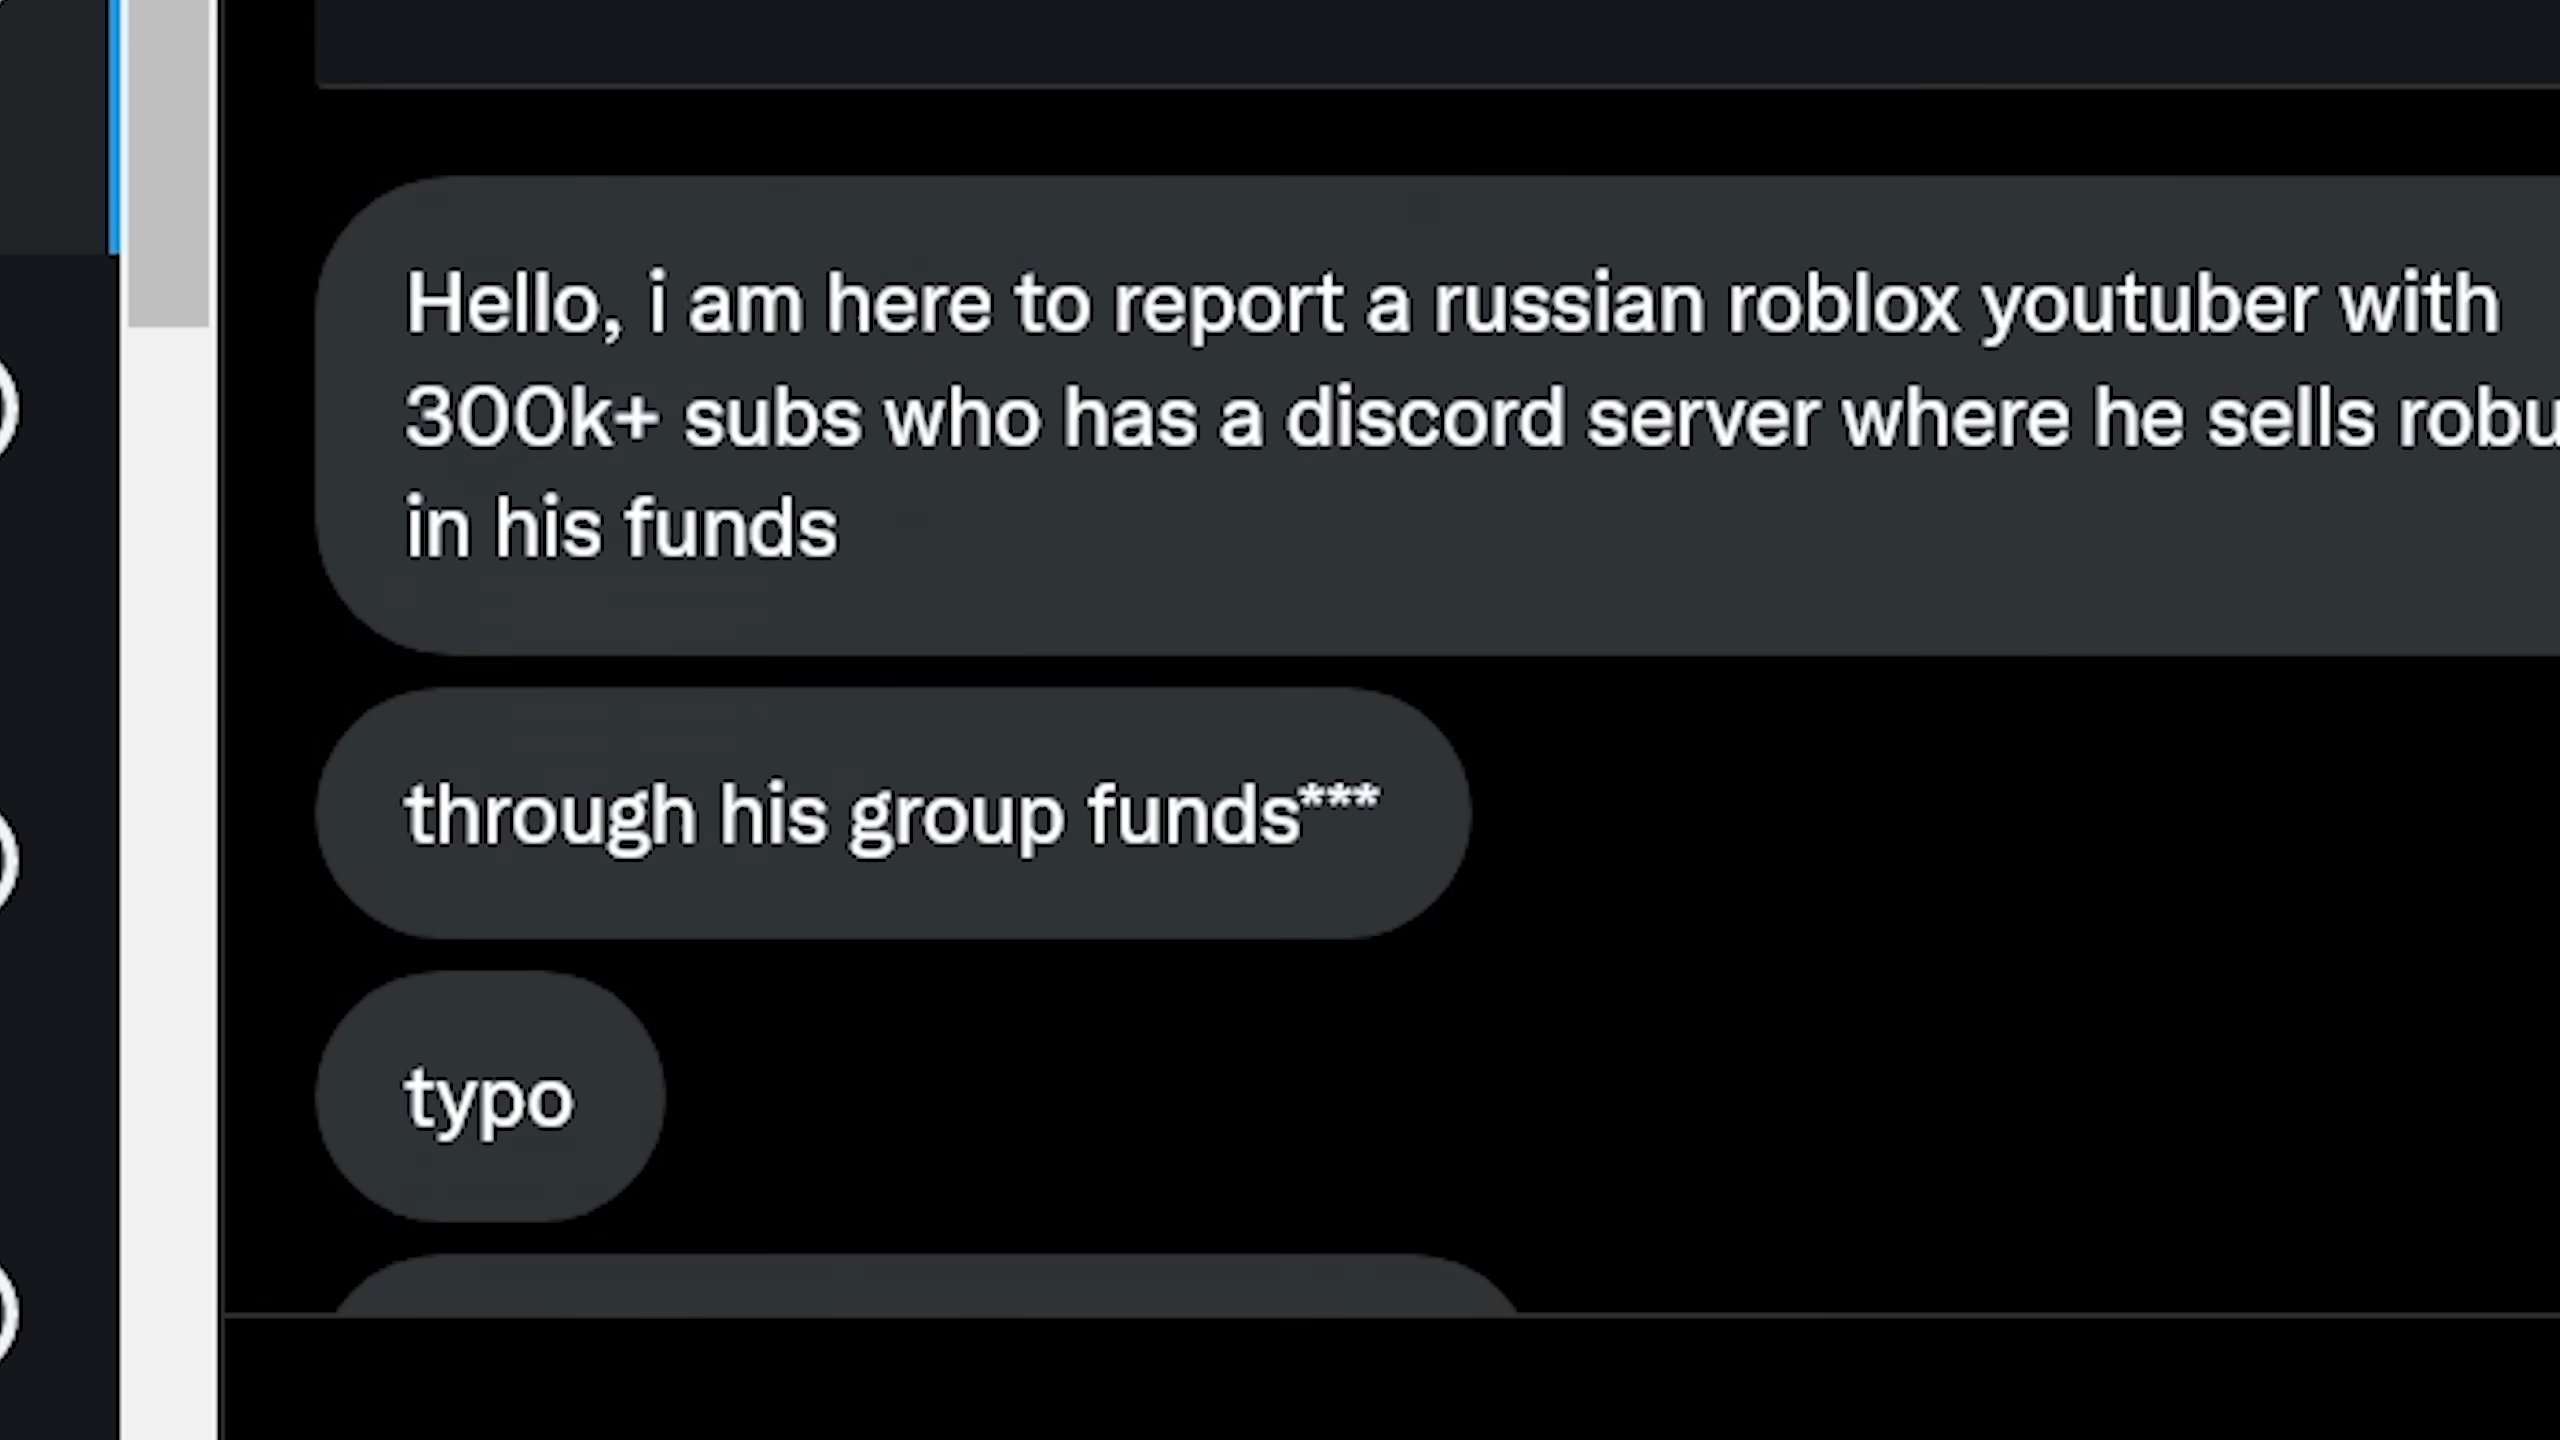 Hello, i am here to report a russian roblox youtuber with
300k+ subs who has a discord server where he sells robu
in his funds
through his group funds***
typo